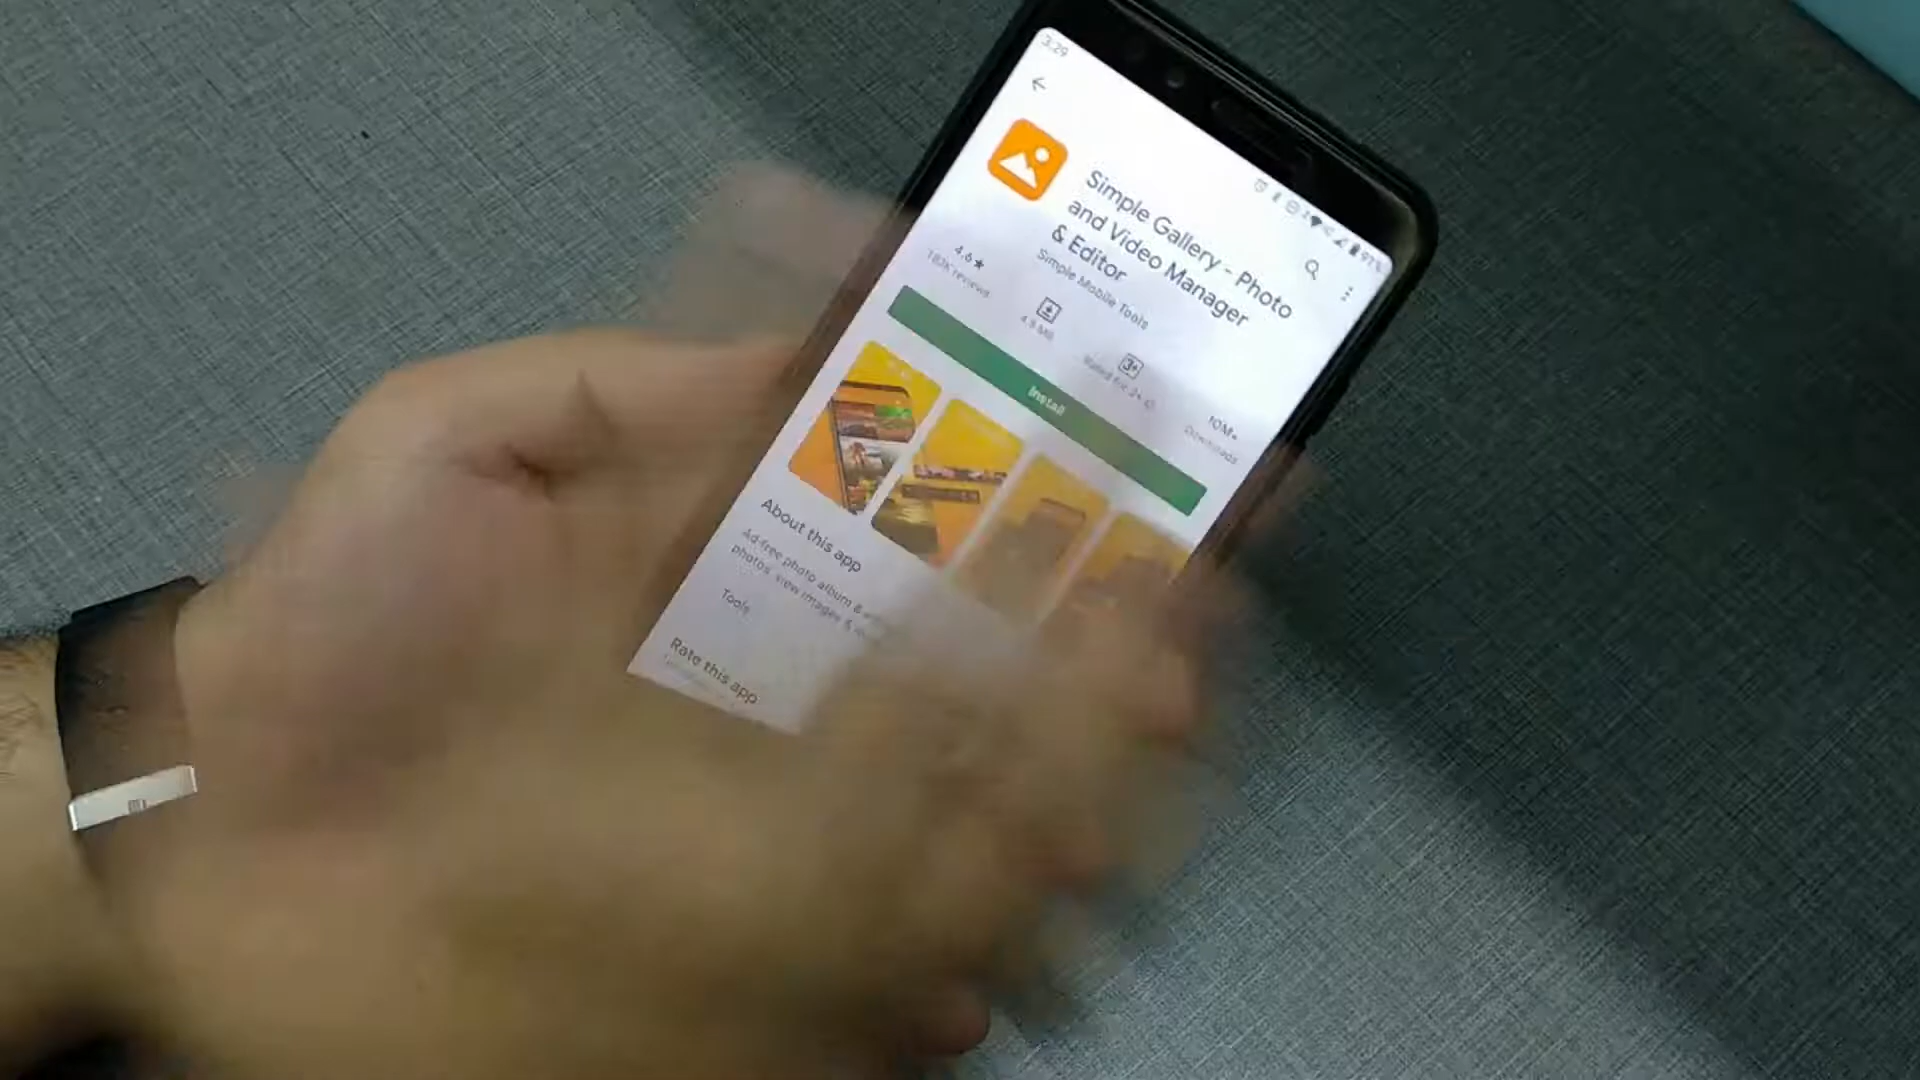 3:29
97%
Simple Gallery - Photo
and Video Manager
& Editor
Simple Mobile Tools
4.6★
reviews
4.9 MB
3+
Rated for 3+
10M+
Downloads
Install
About this app
Ad-free photo album &
photos, view images &
Tools
Rate this app